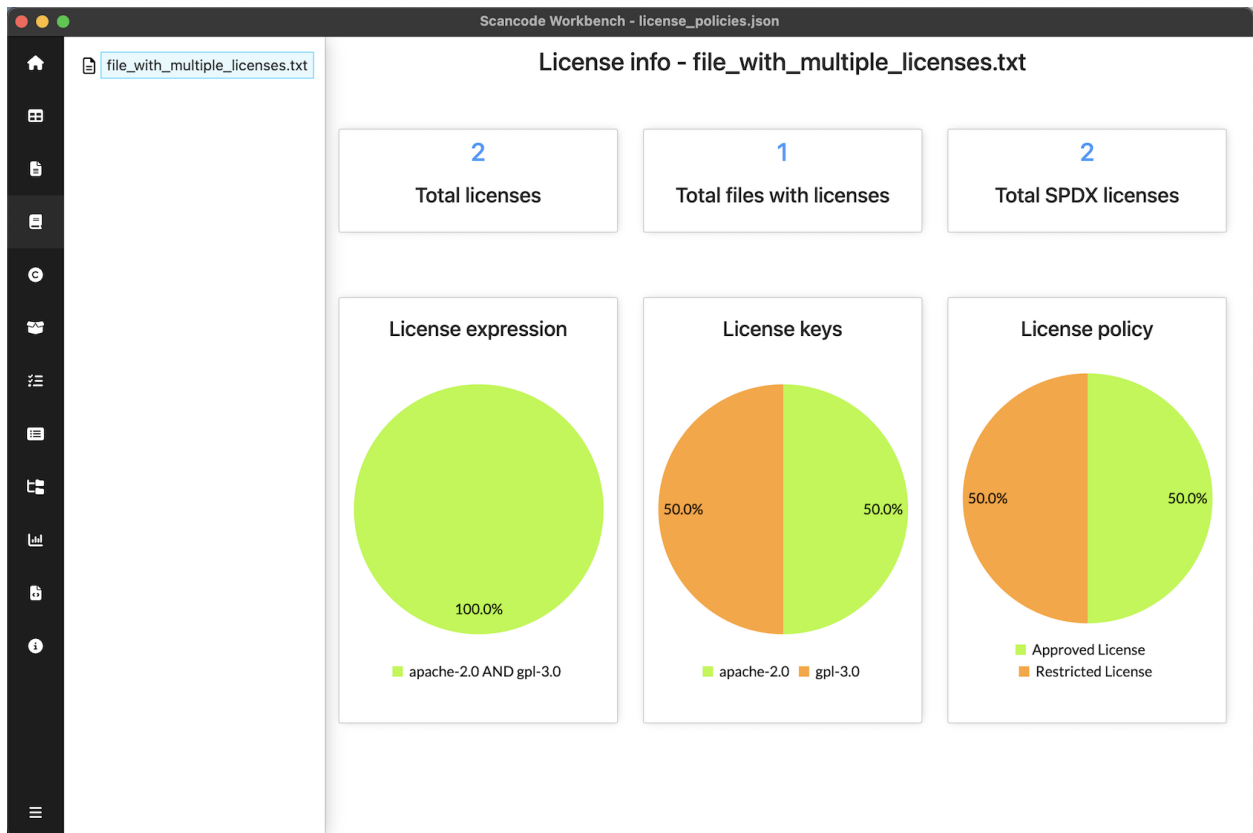 Scancode Workbench - license_policies.json
file_with_multiple_licenses.txt
License info - file_with_multiple_licenses.txt
2
Total licenses
1
Total files with licenses
2
Total SPDX licenses
License expression
100.0%
apache-2.0 AND gpl-3.0
License keys
50.0%
50.0%
apache-2.0
gpl-3.0
License policy
50.0%
50.0%
Approved License
Restricted License